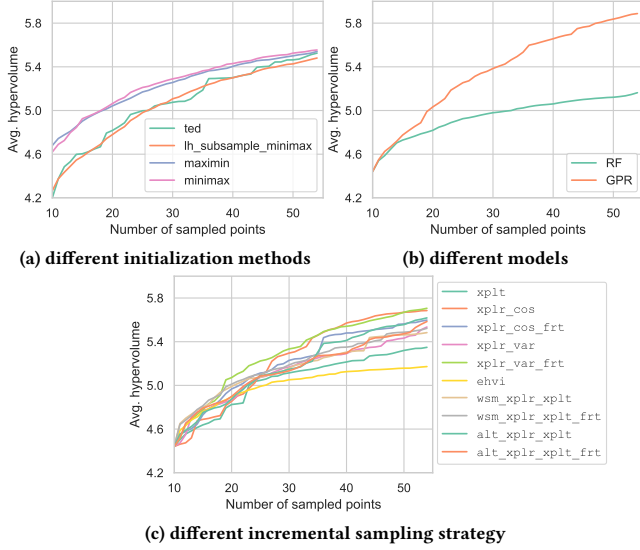 Avg. hypervolume
5.4
5.0
4.6
4.2
ted
lh_subsample_minimax
maximin
minimax
10 20 30 40 50
Number of sampled points
(a) different initialization methods
Avg. hypervolume
5.8
5.4
5.0
4.6
4.2
RF
GPR
10 20 30 40 50
Number of sampled points
(b) different models
Avg. hypervolume
5.8
5.4
5.0
4.6
4.2
10 20 30 40 50
Number of sampled points
xplt
xplr_cos
xplr_cos_frt
xplr_var
xplr_var_frt
ehvi
wsm_xplr_xplt
wsm_xplr_xplt_frt
alt_xplr_xplt
alt_xplr_xplt_frt
(c) different incremental sampling strategy